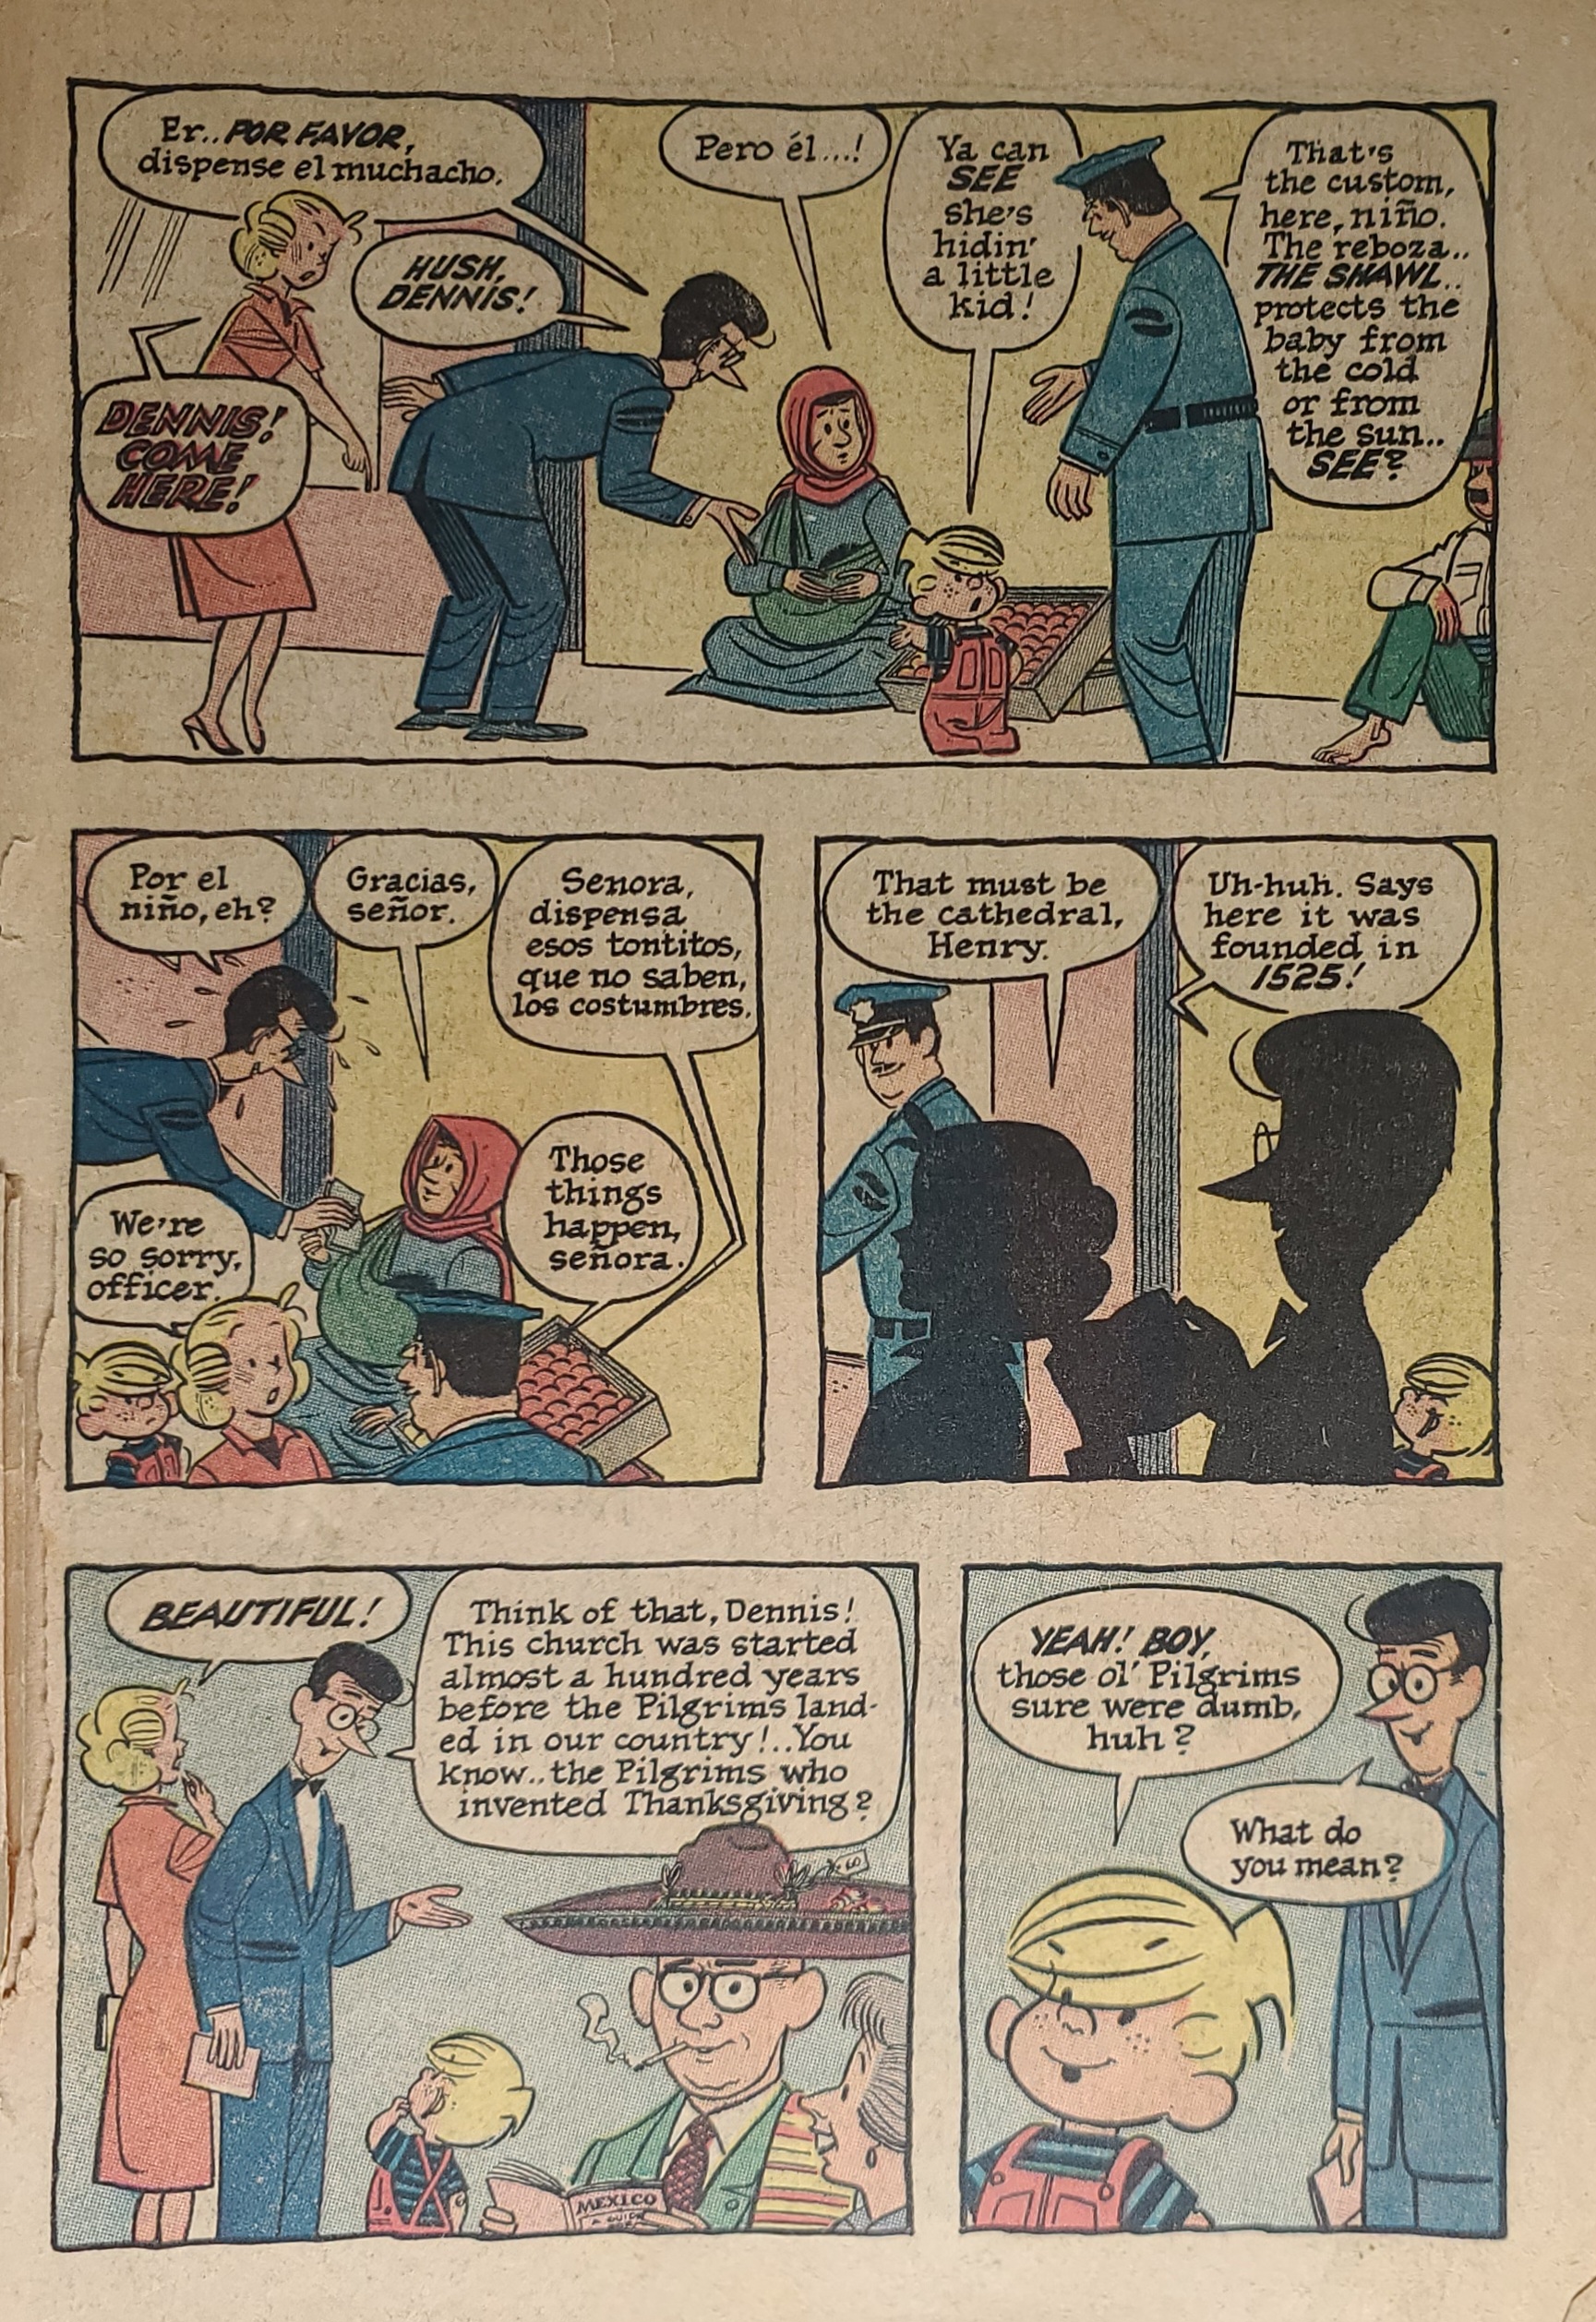 Er.. POR FAVOR,
dispense el muchacho.
HUSH,
DENNIS!
DENNIS!
COME
HERE!
Pero él...!
Ya can
SEE
she's
hidin'
a little
kid!
That's
the custom,
here, niño.
The reboza..
THE SHAWL..
protects the
baby from
the cold
or from
the sun..
SEE?
Por el
niño, eh?
Gracias,
señor.
Senora,
dispensa
esos tontitos,
que no saben,
los costumbres.
We're
so sorry,
officer.
Those
things
happen,
señora.
That must be
the cathedral,
Henry.
Uh-huh. Says
here it was
founded in
1525!
BEAUTIFUL!
Think of that, Dennis!
This church was started
almost a hundred years
before the Pilgrims land-
ed in our country!..You
know..the Pilgrims who
invented Thanksgiving?
MEXICO
A GUIDE
YEAH! BOY,
those ol' Pilgrims
sure were dumb,
huh?
What do
you mean?